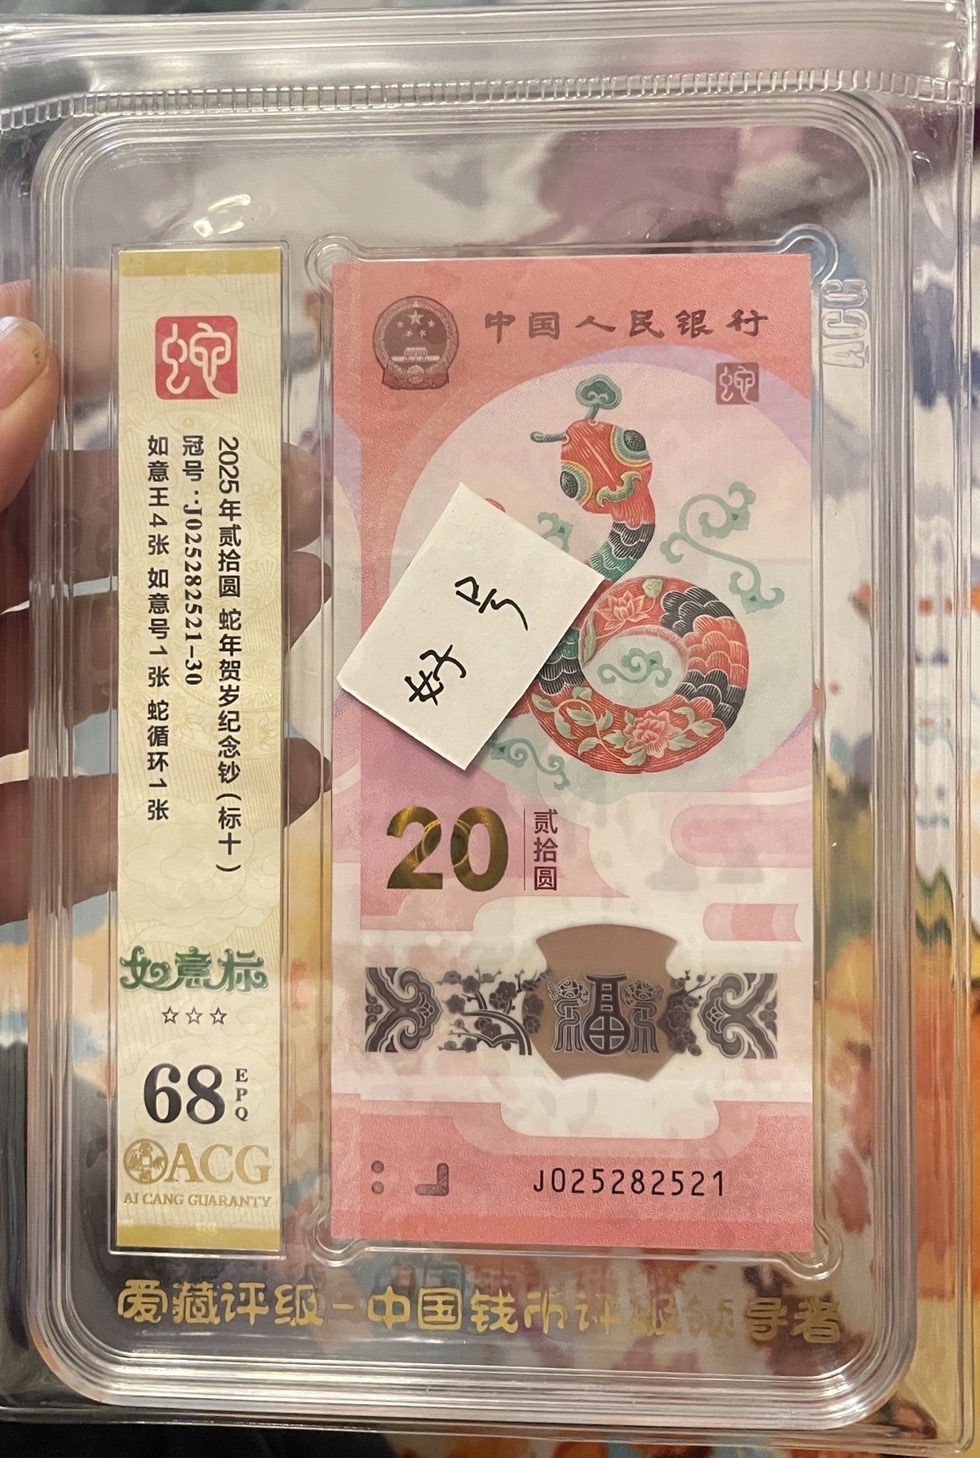 蛇
2025年贰拾圆 蛇年贺岁纪念钞(标十)
冠号:J025282521-30
如意王4张 如意号1张 蛇循环1张
如意标
☆☆☆
68 EPQ
ACG
AI CANG GUARANTY
中国人民银行
蛇
好号
20 贰拾圆
福
J025282521
ACG
爱藏评级-中国钱币评级领导者